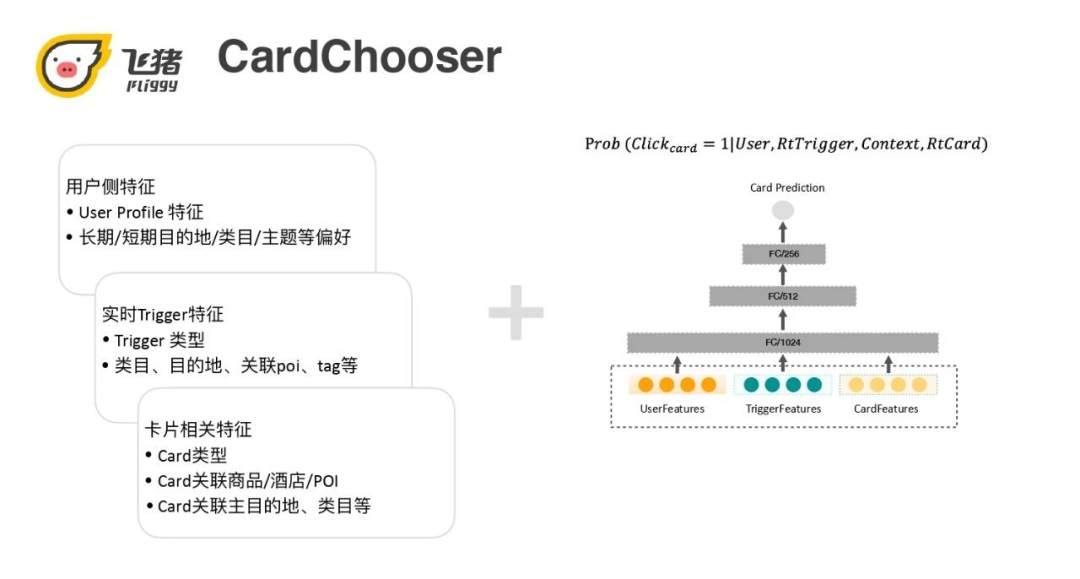 飞猪
Fliggy
CardChooser
用户侧特征
• User Profile 特征
• 长期/短期目的地/类目/主题等偏好
实时Trigger特征
• Trigger 类型
• 类目、目的地、关联poi、tag等
卡片相关特征
• Card类型
• Card关联商品/酒店/POI
• Card关联主目的地、类目等
+
Prob (Click_card = 1|User, RtTrigger, Context, RtCard)
Card Prediction
FC/256
FC/512
FC/1024
UserFeatures TriggerFeatures CardFeatures